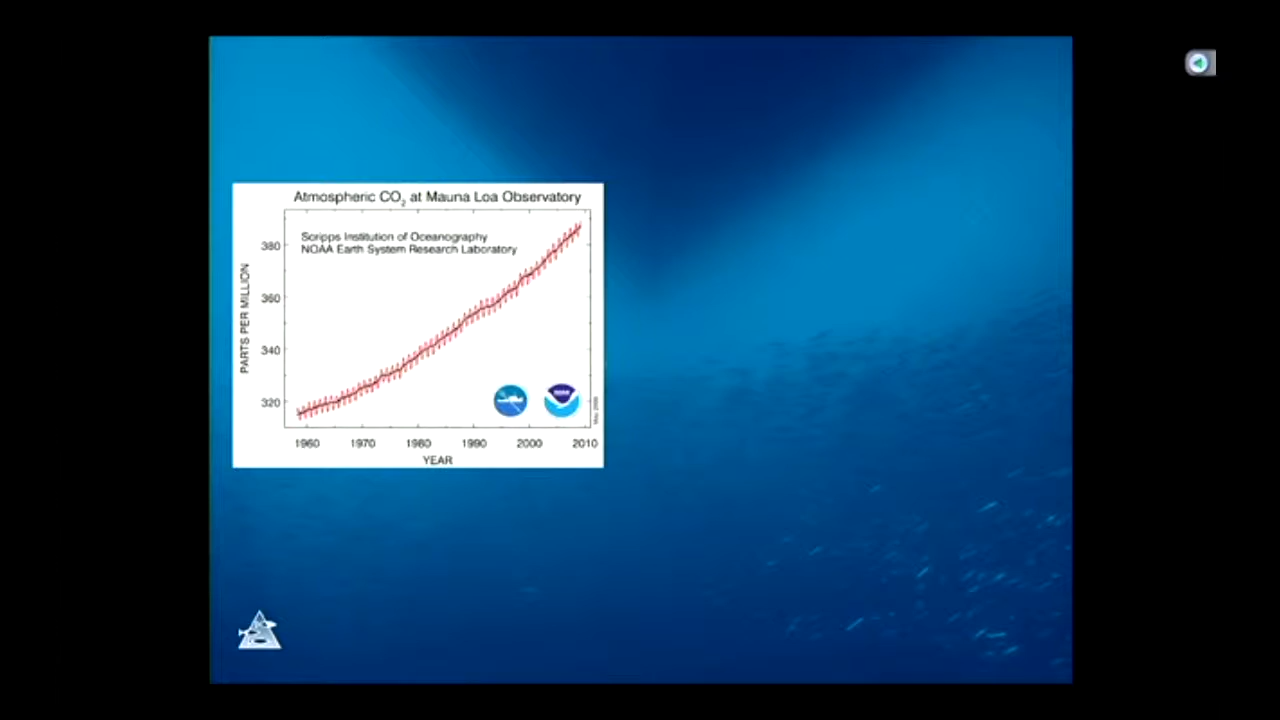 Atmospheric CO₂ at Mauna Loa Observatory
Scripps Institution of Oceanography
NOAA Earth System Research Laboratory
PARTS PER MILLION
380
360
340
320
1960 1970 1980 1990 2000 2010
YEAR